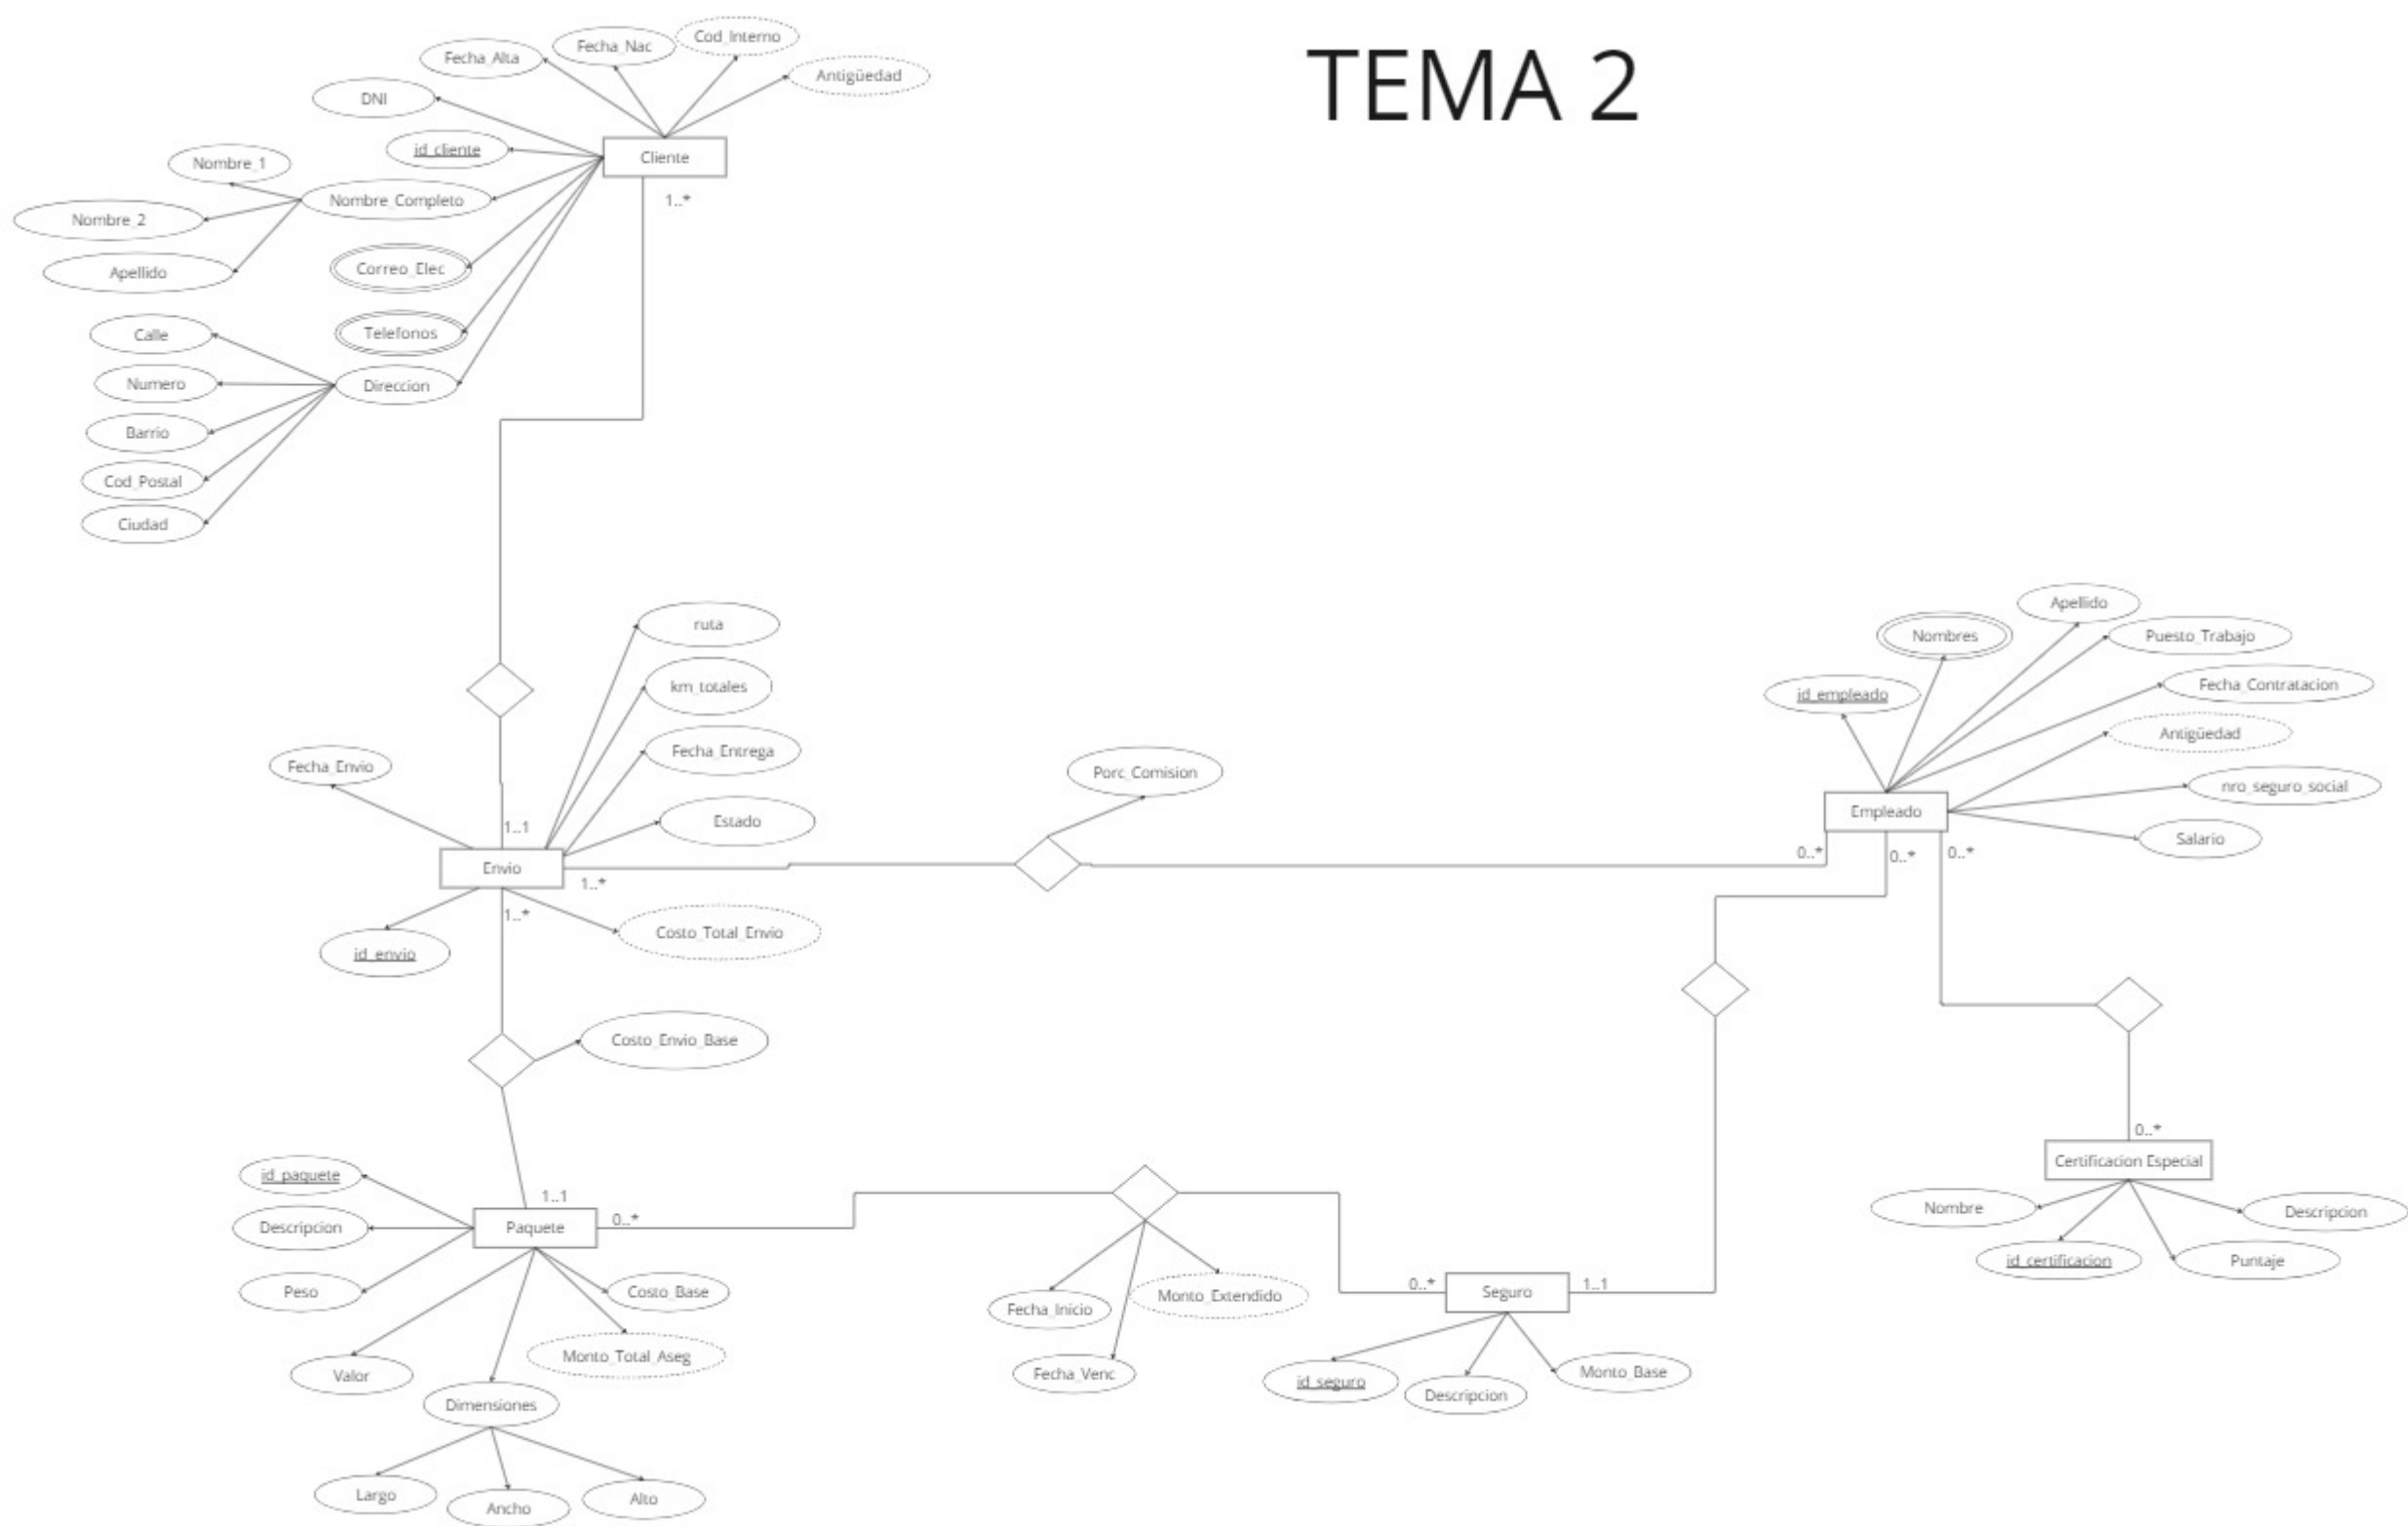 TEMA 2
Cod_Interno
Fecha_Nac
Fecha_Alta
Antigüedad
DNI
id_cliente
Cliente
Nombre_1
Nombre_Completo
1..*
Nombre_2
Apellido
Correo_Elec
Telefonos
Calle
Numero
Direccion
Barrio
Cod_Postal
Ciudad
ruta
km_totales
Fecha_Entrega
Fecha_Envio
Estado
1..1
Envio
1..*
1..*
Costo_Total_Envio
id_envio
Porc_Comision
Apellido
Nombres
Puesto_Trabajo
id_empleado
Fecha_Contratacion
Antigüedad
nro_seguro_social
Empleado
Salario
0..*
0..*
0..*
Costo_Envio_Base
id_paquete
1..1
Descripcion
Paquete
0..*
Peso
Costo_Base
Valor
Monto_Total_Aseg
Dimensiones
Largo
Ancho
Alto
Fecha_Inicio
Monto_Extendido
Fecha_Venc
0..*
Seguro
1..1
id_seguro
Descripcion
Monto_Base
0..*
Certificacion Especial
Nombre
Descripcion
id_certificacion
Puntaje